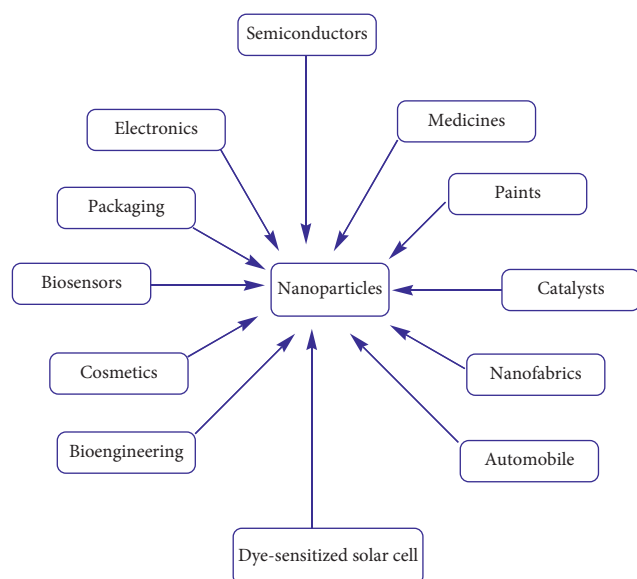 Semiconductors
Electronics
Medicines
Packaging
Paints
Biosensors
Nanoparticles
Catalysts
Cosmetics
Nanofabrics
Bioengineering
Automobile
Dye-sensitized solar cell